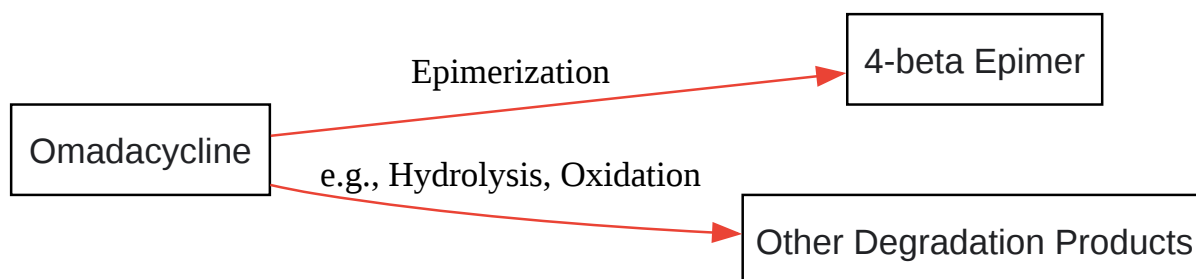 4-beta Epimer
Epimerization
Omadacycline
e.g., Hydrolysis, Oxidation
Other Degradation Products